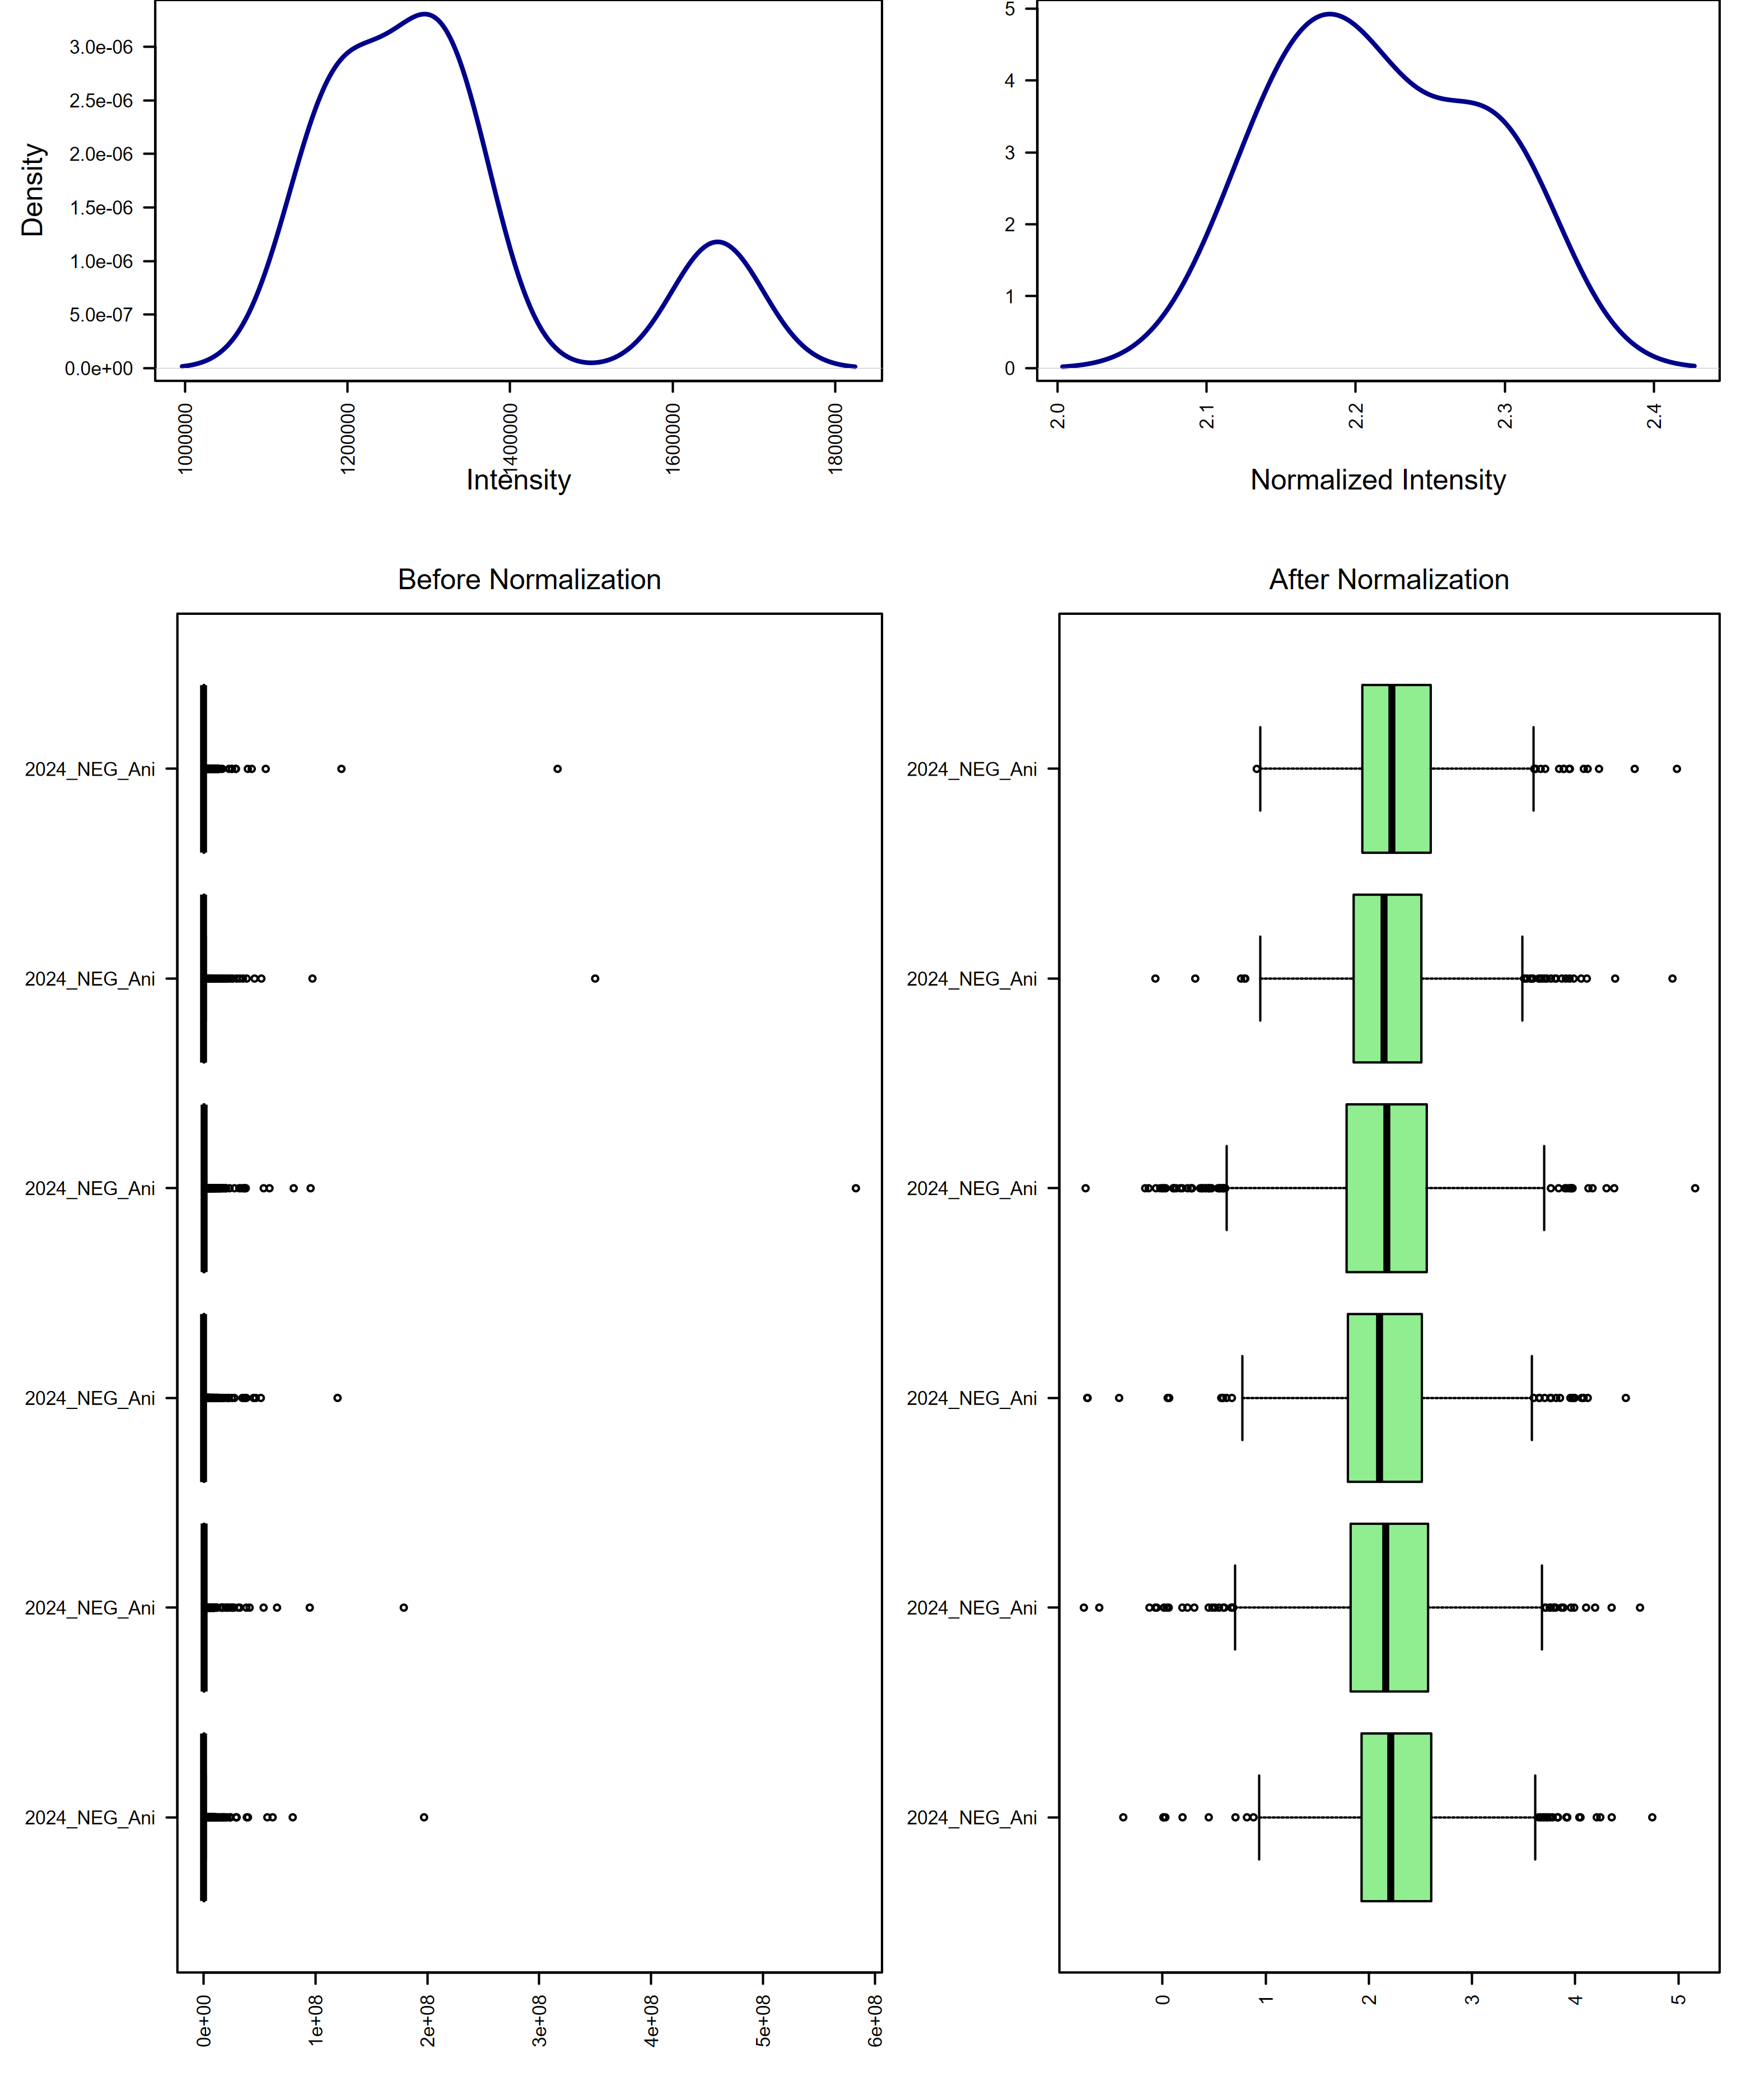 Density
3.0e-06
2.5e-06
2.0e-06
1.5e-06
1.0e-06
5.0e-07
0.0e+00
1000000 1200000 1400000 1600000 1800000
Intensity
5
4
3
2
1
0
2.0 2.1 2.2 2.3 2.4
Normalized Intensity
Before Normalization
2024_NEG_Ani
2024_NEG_Ani
2024_NEG_Ani
2024_NEG_Ani
2024_NEG_Ani
2024_NEG_Ani
0e+00 1e+08 2e+08 3e+08 4e+08 5e+08 6e+08
After Normalization
2024_NEG_Ani
2024_NEG_Ani
2024_NEG_Ani
2024_NEG_Ani
2024_NEG_Ani
2024_NEG_Ani
0 1 2 3 4 5